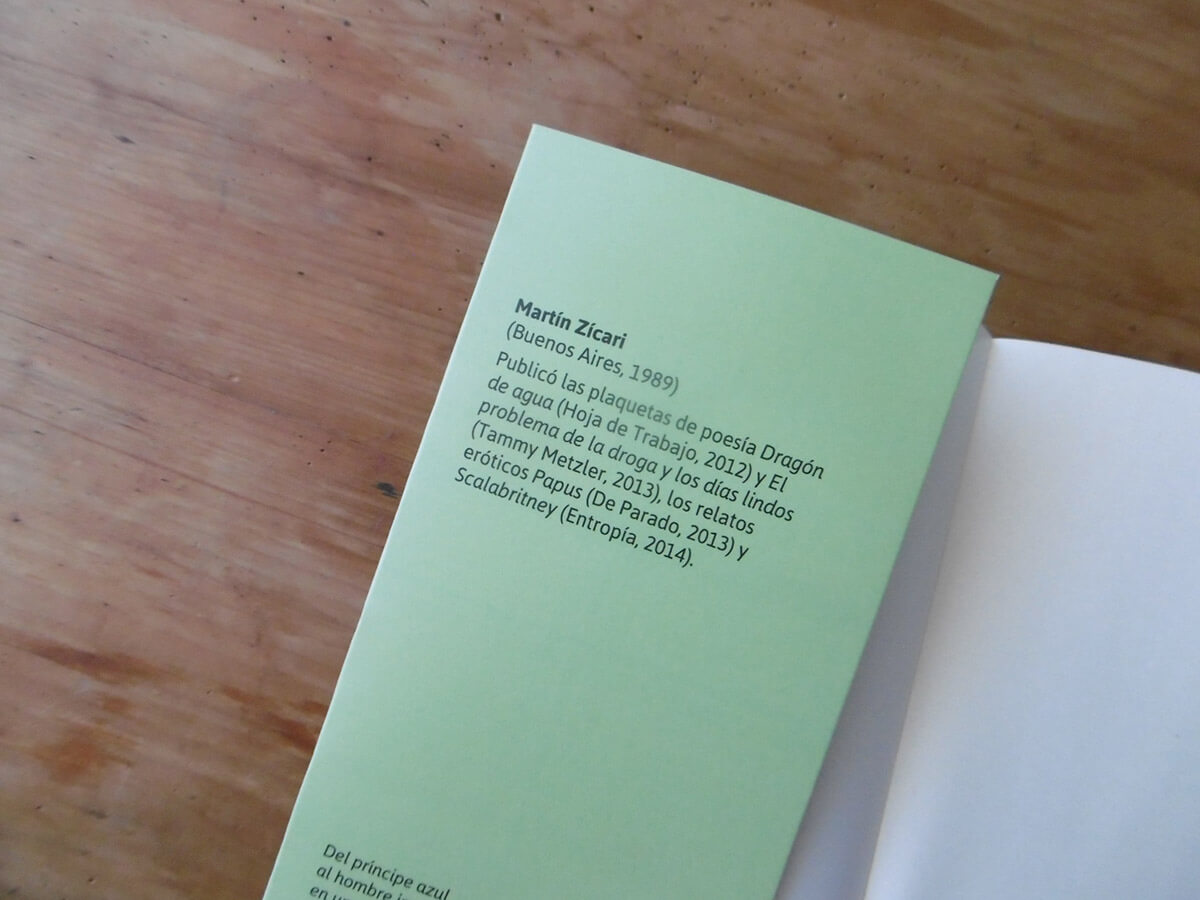 Martín Zícari
(Buenos Aires, 1989)
Publicó las plaquetas de poesía Dragón
de agua (Hoja de Trabajo, 2012) y El
problema de la droga y los días lindos
(Tammy Metzler, 2013), los relatos
eróticos Papus (De Parado, 2013) y
Scalabritney (Entropía, 2014).
Del príncipe azul
al hombre
en